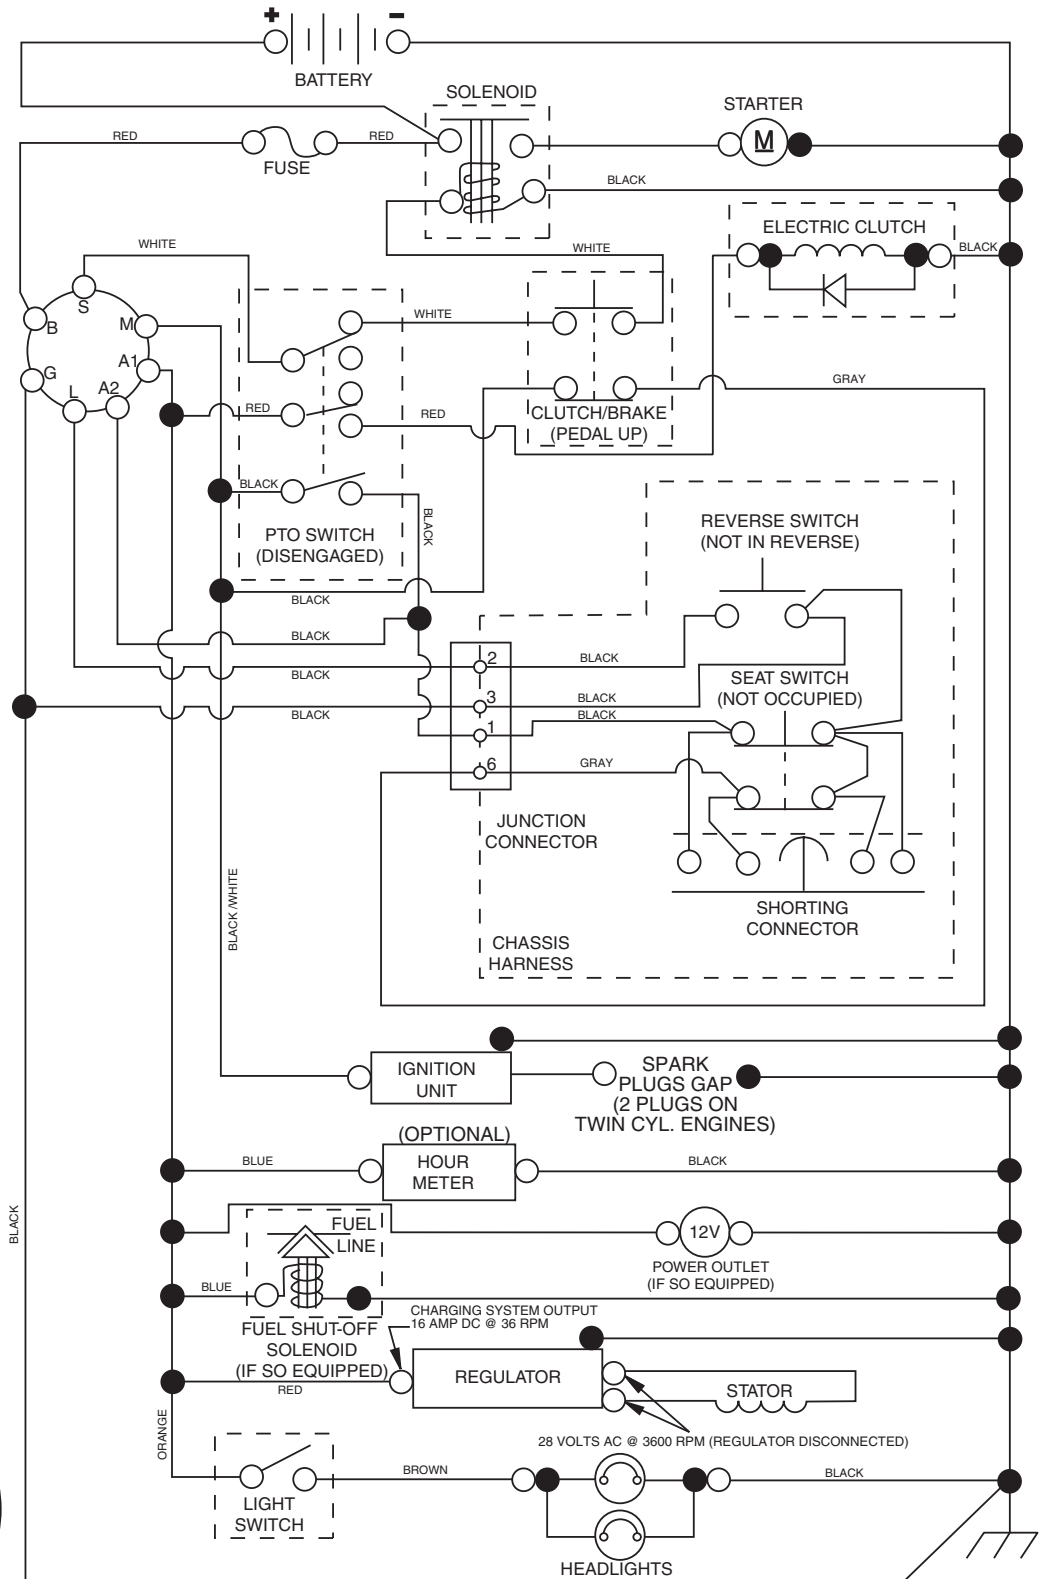 + -
BATTERY
SOLENOID
STARTER
M
RED
FUSE
RED
BLACK
WHITE
WHITE
ELECTRIC CLUTCH
BLACK
S
B
M
A1
G
L
A2
WHITE
RED
RED
GRAY
CLUTCH/BRAKE
(PEDAL UP)
BLACK
BLACK
PTO SWITCH
(DISENGAGED)
REVERSE SWITCH
(NOT IN REVERSE)
BLACK
BLACK
2
BLACK
BLACK
SEAT SWITCH
(NOT OCCUPIED)
3
BLACK
BLACK
1
BLACK
6
GRAY
JUNCTION
CONNECTOR
SHORTING
CONNECTOR
CHASSIS
HARNESS
BLACK /WHITE
IGNITION
UNIT
SPARK
PLUGS GAP
(2 PLUGS ON
TWIN CYL. ENGINES)
(OPTIONAL)
HOUR
METER
BLUE
BLACK
BLACK
FUEL
LINE
12V
POWER OUTLET
(IF SO EQUIPPED)
BLUE
FUEL SHUT-OFF
SOLENOID
(IF SO EQUIPPED)
CHARGING SYSTEM OUTPUT
16 AMP DC @ 36 RPM
REGULATOR
RED
STATOR
28 VOLTS AC @ 3600 RPM (REGULATOR DISCONNECTED)
ORANGE
LIGHT
SWITCH
BROWN
BLACK
HEADLIGHTS